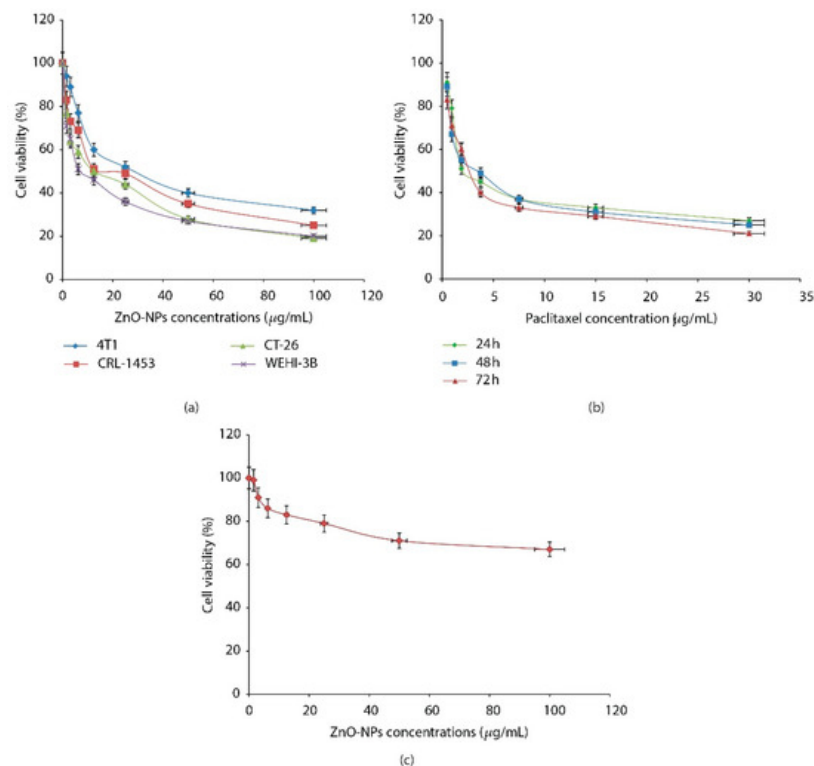 120
100
80
60
40
20
0
Cell viability (%)
0 20 40 60 80 100 120
ZnO-NPs concentrations (μg/mL)
4T1 CT-26
CRL-1453 WEHI-3B
(a)
120
100
80
60
40
20
0
Cell viability (%)
0 5 10 15 20 25 30 35
Paclitaxel concentration μg/mL)
24 h
48 h
72 h
(b)
120
100
80
60
40
20
0
Cell viability (%)
0 20 40 60 80 100 120
ZnO-NPs concentrations (μg/mL)
(c)